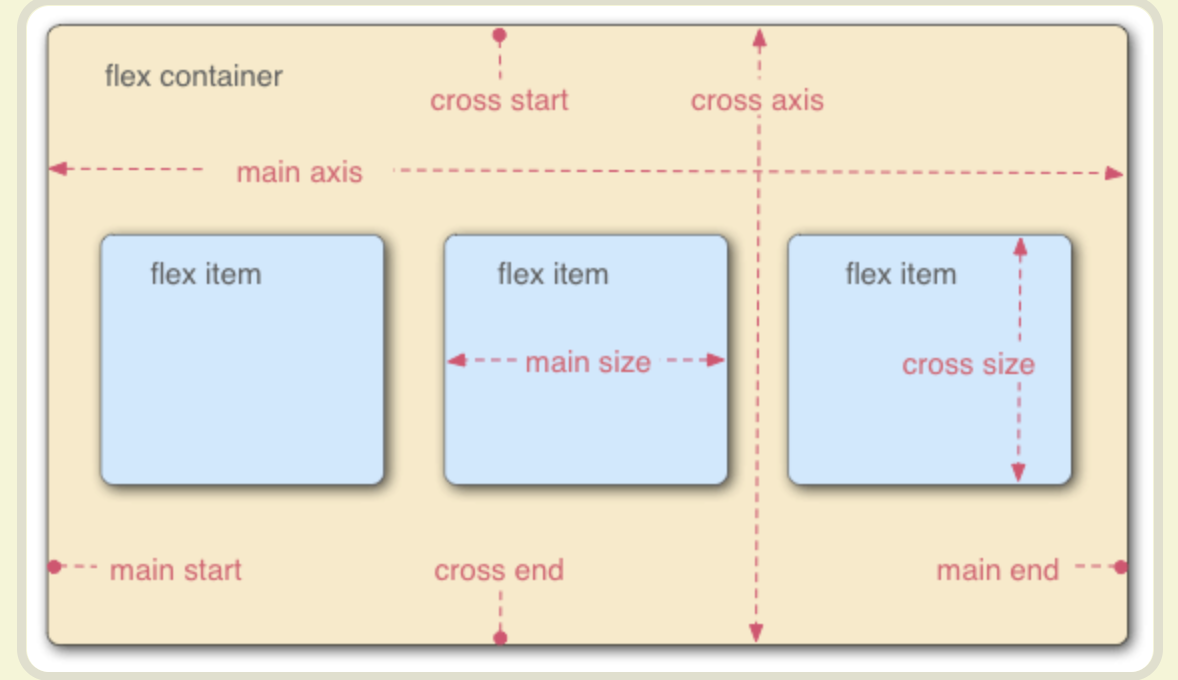 flex container
cross start
cross axis
main axis
flex item
flex item
flex item
main size
cross size
main start
cross end
main end